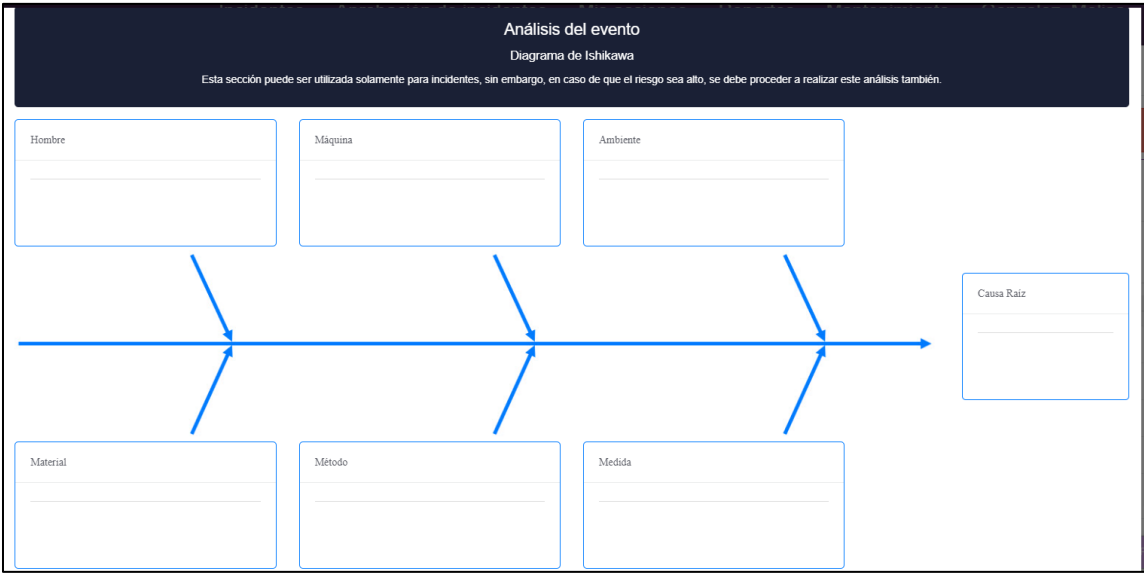 Análisis del evento
Diagrama de Ishikawa
Esta sección puede ser utilizada solamente para incidentes, sin embargo, en caso de que el riesgo sea alto, se debe proceder a realizar este análisis también.
Hombre
Máquina
Ambiente
Causa Raíz
Material
Método
Medida